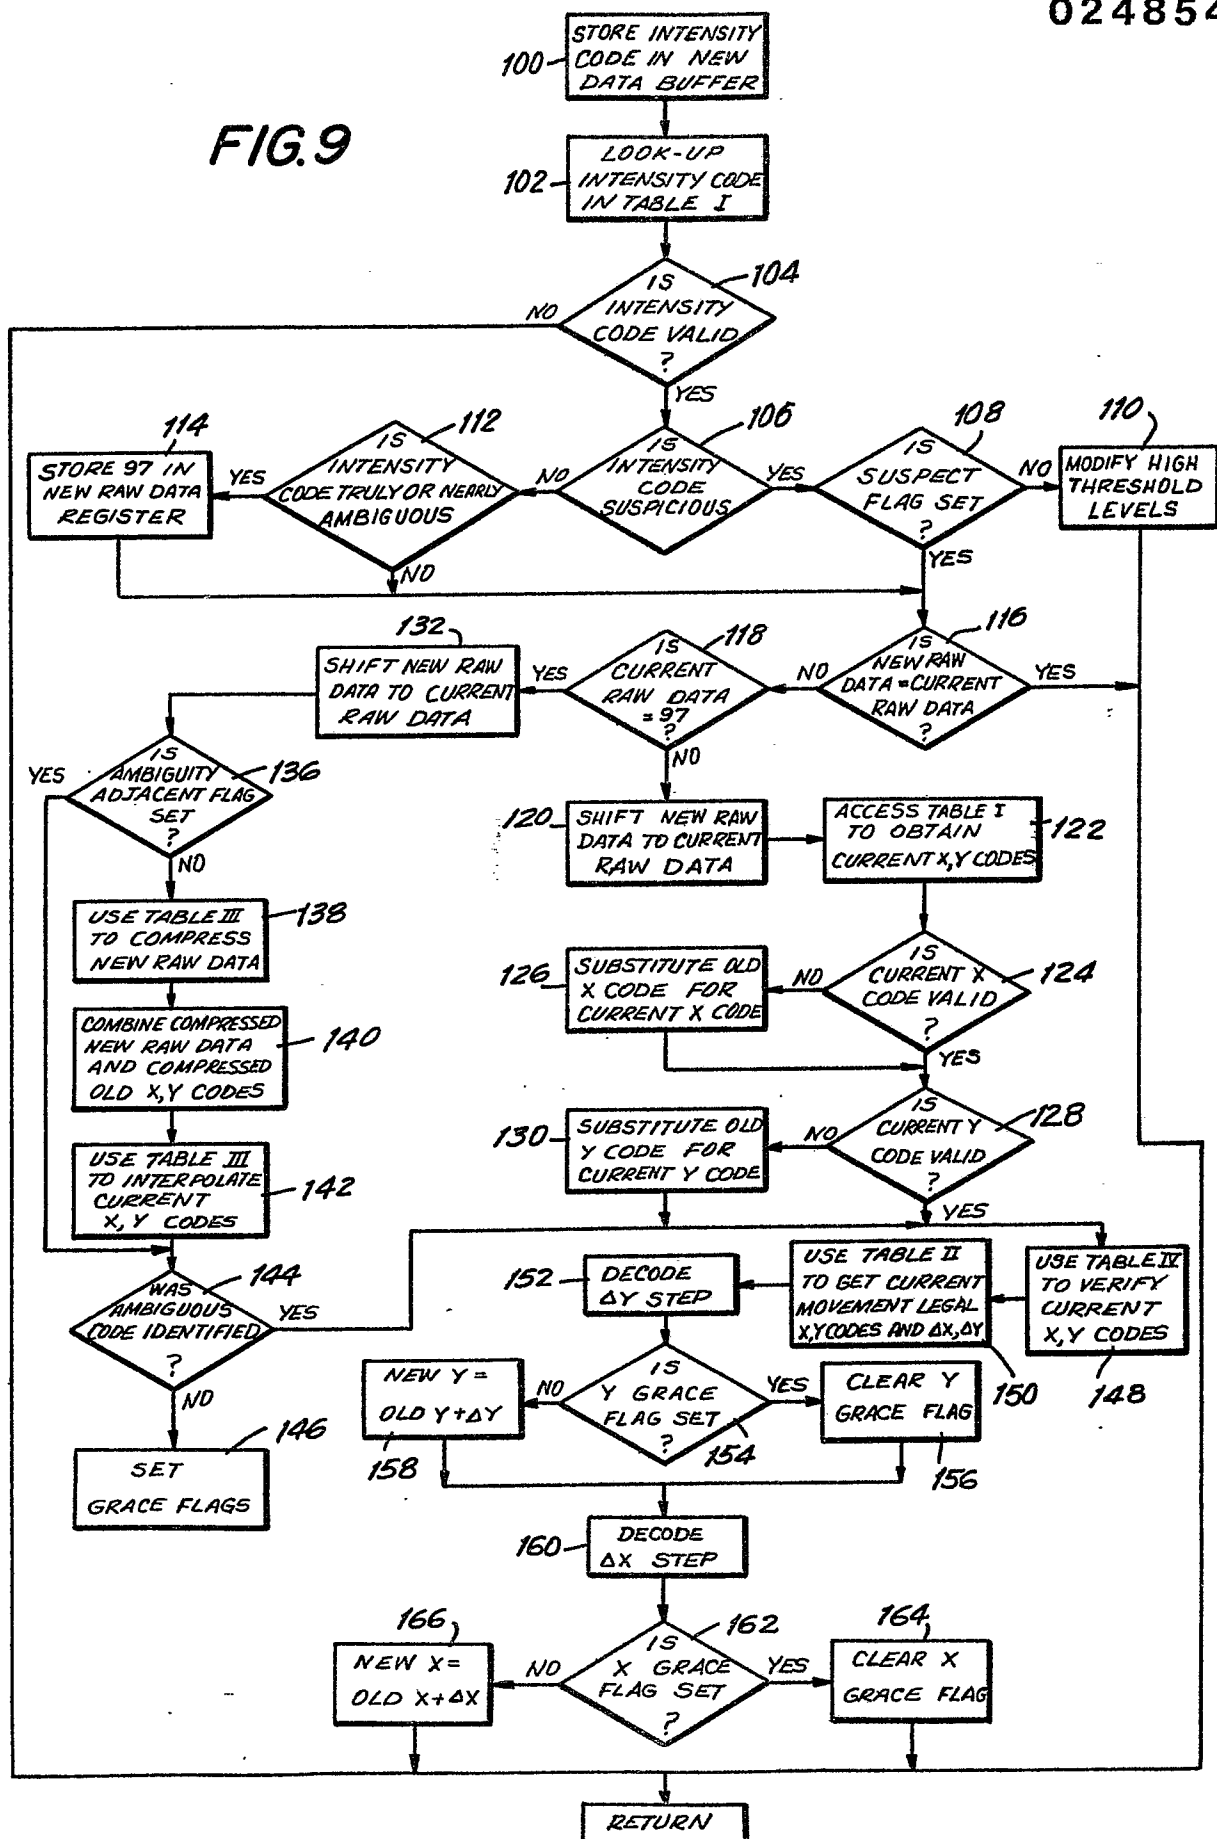 024854
FIG. 9
STORE INTENSITY
CODE IN NEW
DATA BUFFER
100
LOOK-UP
INTENSITY CODE
IN TABLE I
102
IS
INTENSITY
CODE VALID
?
104
NO
YES
114
STORE 97 IN
NEW RAW DATA
REGISTER
YES
IS
INTENSITY
CODE TRULY OR NEARLY
AMBIGUOUS
112
NO
NO
IS
INTENSITY
CODE
SUSPICIOUS
106
YES
IS
SUSPECT
FLAG SET
?
108
NO
YES
110
MODIFY HIGH
THRESHOLD
LEVELS
132
SHIFT NEW RAW
DATA TO CURRENT
RAW DATA
YES
IS
CURRENT
RAW DATA
= 97
?
118
NO
NO
IS
NEW RAW
DATA = CURRENT
RAW DATA
?
116
YES
IS
AMBIGUITY
ADJACENT FLAG
SET
?
136
YES
NO
120
SHIFT NEW RAW
DATA TO CURRENT
RAW DATA
ACCESS TABLE I
TO OBTAIN
CURRENT X,Y CODES
122
USE TABLE III
TO COMPRESS
NEW RAW DATA
138
126
SUBSTITUTE OLD
X CODE FOR
CURRENT X CODE
NO
IS
CURRENT X
CODE VALID
?
124
YES
COMBINE COMPRESSED
NEW RAW DATA
AND COMPRESSED
OLD X,Y CODES
140
130
SUBSTITUTE OLD
Y CODE FOR
CURRENT Y CODE
NO
IS
CURRENT Y
CODE VALID
?
128
YES
USE TABLE III
TO INTERPOLATE
CURRENT
X, Y CODES
142
WAS
AMBIGUOUS
CODE IDENTIFIED
?
144
YES
NO
152
DECODE
ΔY STEP
USE TABLE II
TO GET CURRENT
MOVEMENT LEGAL
X,Y CODES AND ΔX, ΔY
150
USE TABLE IV
TO VERIFY
CURRENT
X, Y CODES
148
NEW Y =
OLD Y + ΔY
158
NO
IS
Y GRACE
FLAG SET
?
154
YES
CLEAR Y
GRACE FLAG
156
146
SET
GRACE FLAGS
160
DECODE
ΔX STEP
166
NEW X =
OLD X + ΔX
NO
IS
X GRACE
FLAG SET
?
162
YES
164
CLEAR X
GRACE FLAG
RETURN